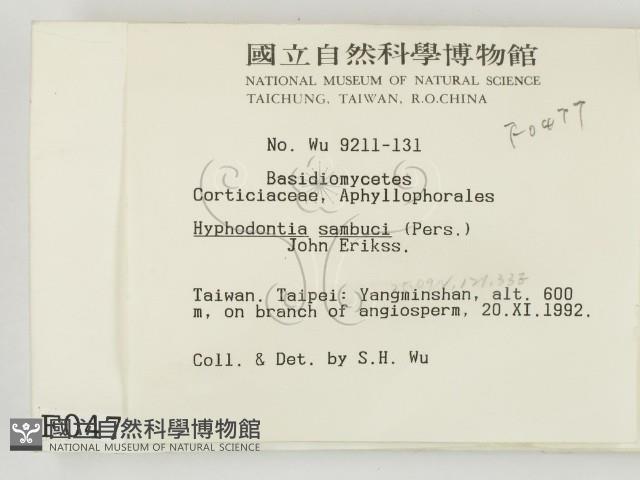 國立自然科學博物館
NATIONAL MUSEUM OF NATURAL SCIENCE
TAICHUNG, TAIWAN, R.O.CHINA
F0477
No. Wu 9211-131
Basidiomycetes
Corticiaceae, Aphyllophorales
Hyphodontia sambuci (Pers.)
John Erikss.
Taiwan. Taipei: Yangminshan, alt. 600
m, on branch of angiosperm, 20.XI.1992.
Coll. & Det. by S.H. Wu
F047
國立自然科學博物館
NATIONAL MUSEUM OF NATURAL SCIENCE